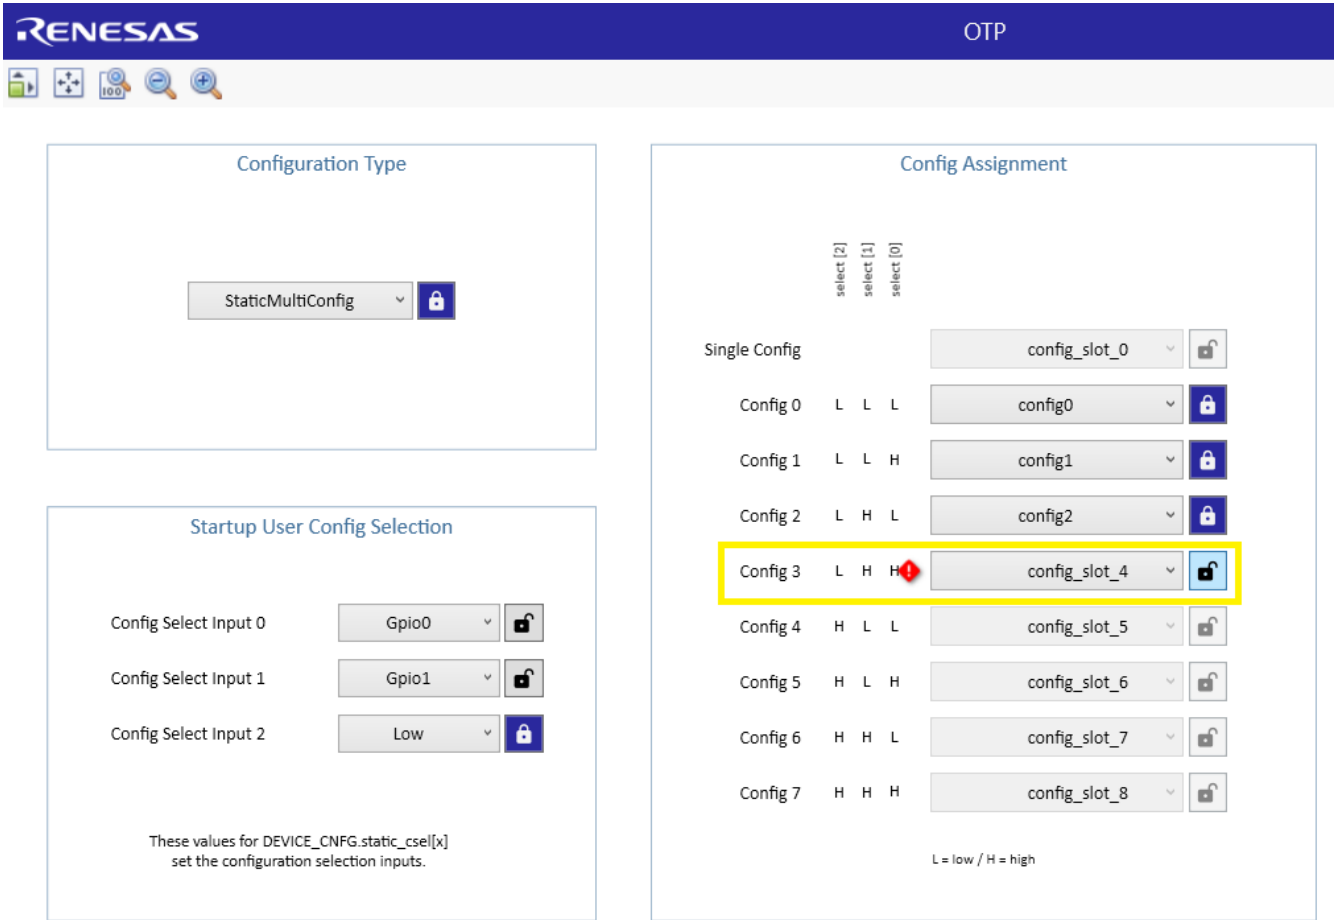 RENESAS
OTP
100
Configuration Type
StaticMultiConfig
Startup User Config Selection
Config Select Input 0 Gpio0
Config Select Input 1 Gpio1
Config Select Input 2 Low
These values for DEVICE_CNFG.static_csel[x]
set the configuration selection inputs.
Config Assignment
select [2]
select [1]
select [0]
Single Config config_slot_0
Config 0 L L L config0
Config 1 L L H config1
Config 2 L H L config2
Config 3 L H H config_slot_4
Config 4 H L L config_slot_5
Config 5 H L H config_slot_6
Config 6 H H L config_slot_7
Config 7 H H H config_slot_8
L = low / H = high